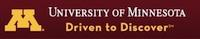 M
University of Minnesota
Driven to Discover℠